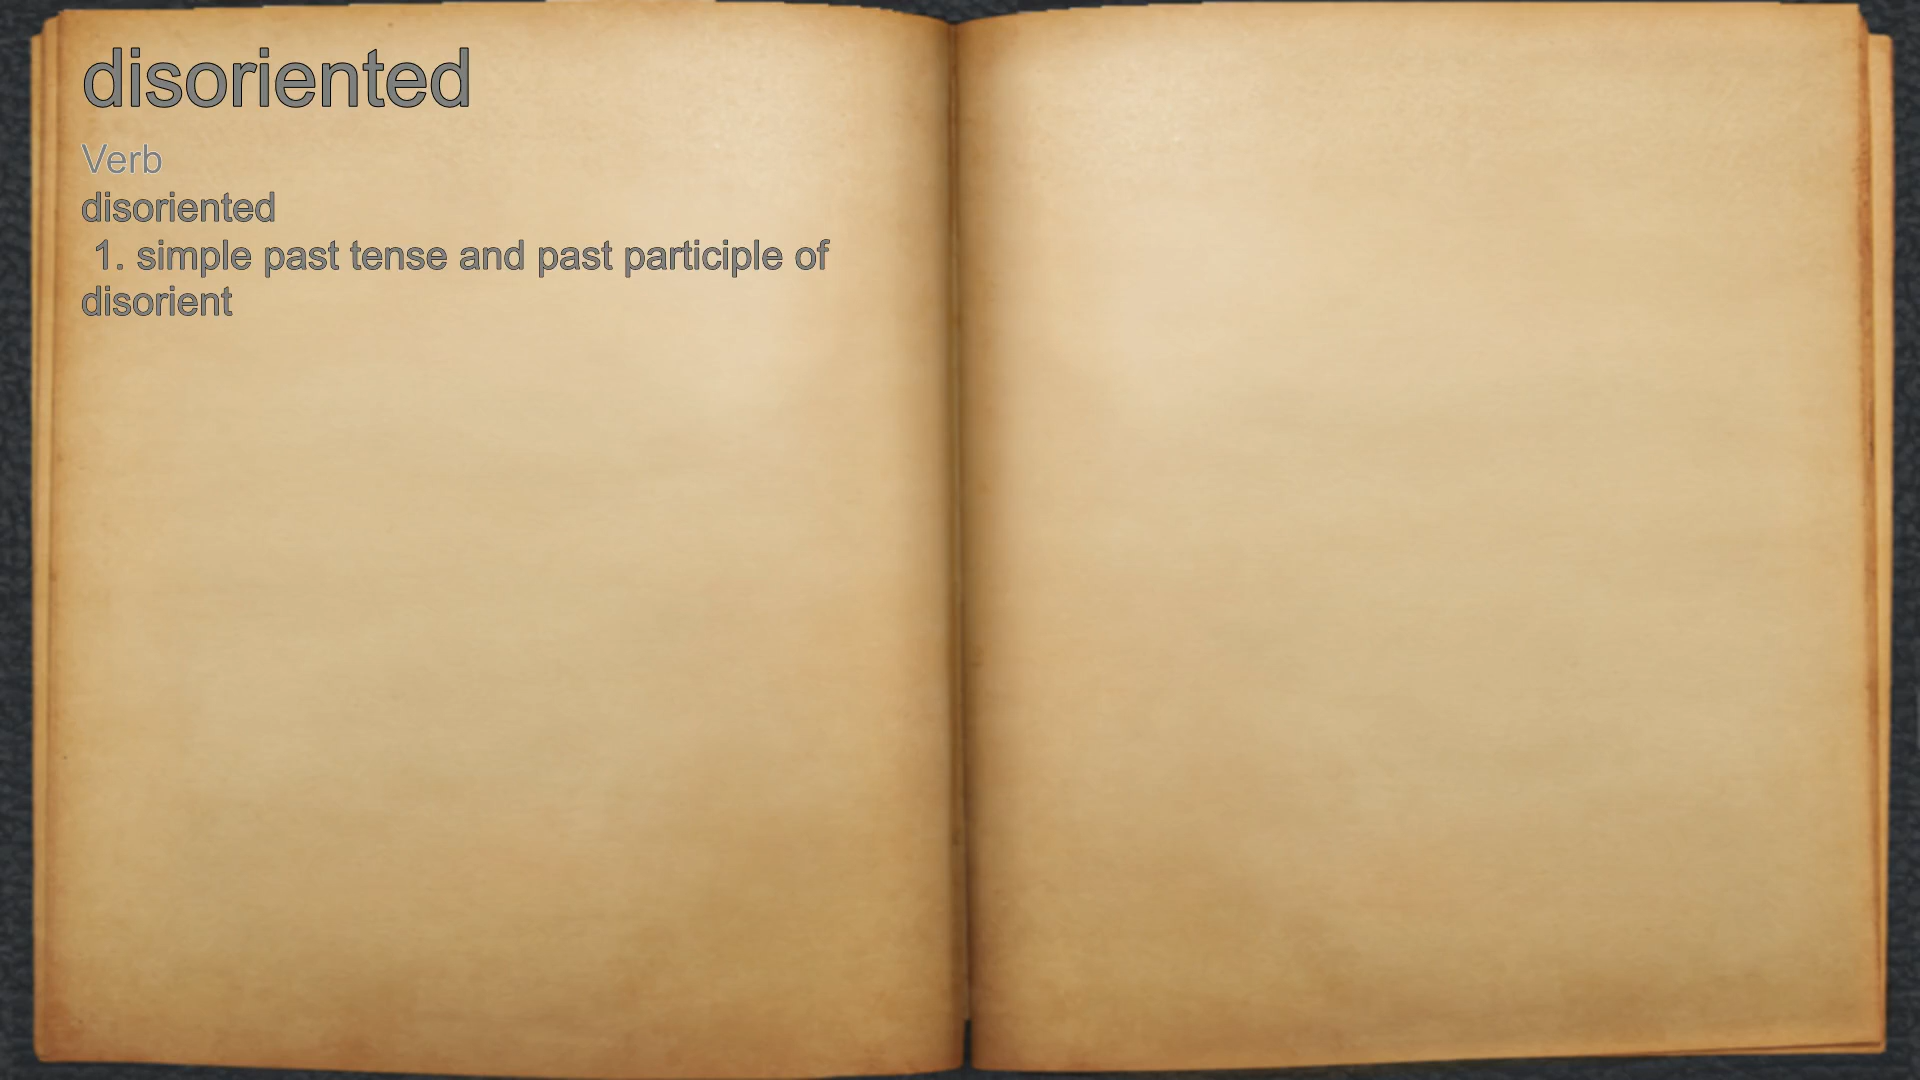 disoriented
Verb
disoriented
1. simple past tense and past participle of
disorient